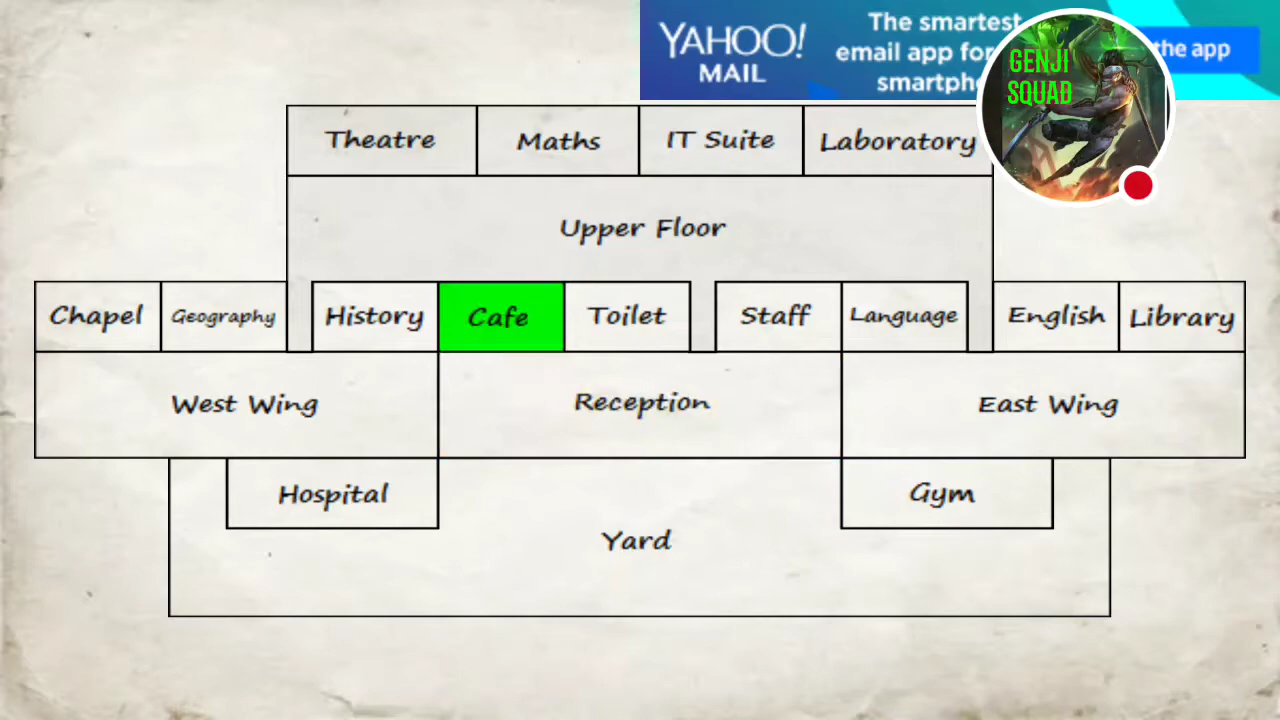 YAHOO!
MAIL
The smartest
email app for
the app
GENJI
SQUAD
Theatre
Maths
IT Suite
Laboratory
Upper Floor
Chapel
Geography
History
Cafe
Toilet
Staff
Language
English
Library
West Wing
Reception
East Wing
Hospital
Gym
Yard